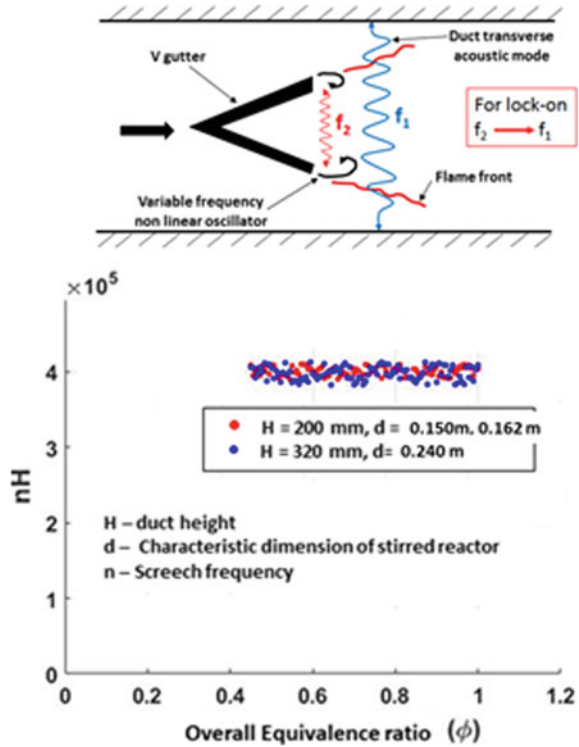 V gutter
Duct transverse
acoustic mode
f₂
f₁
For lock-on
f₂ → f₁
Variable frequency
non linear oscillator
Flame front
×10⁵
4
3
2
1
0
nH
H = 200 mm, d = 0.150m, 0.162 m
H = 320 mm, d= 0.240 m
H – duct height
d – Characteristic dimension of stirred reactor
n – Screech frequency
0 0.2 0.4 0.6 0.8 1 1.2
Overall Equivalence ratio (ϕ)